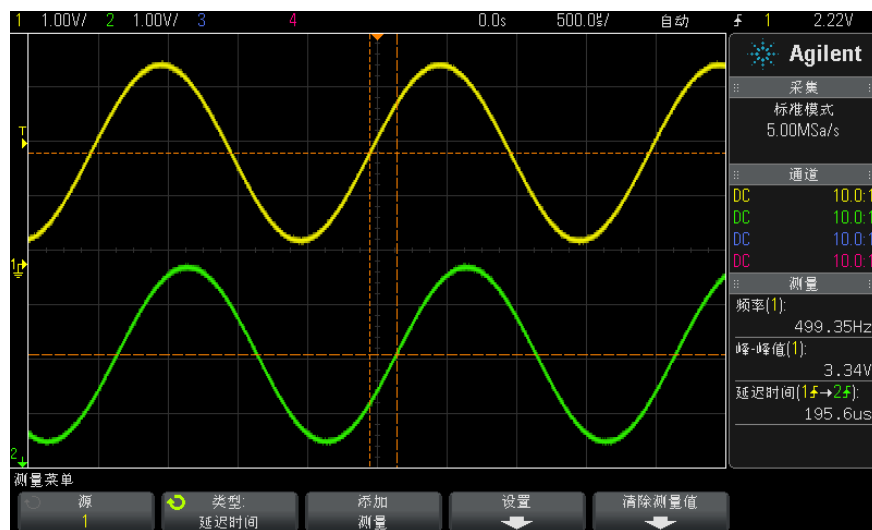 1 1.00V/ 2 1.00V/ 3 4 0.0s 500.0us/ 自动 1 2.22V
Agilent
采集
标准模式
5.00MSa/s
通道
DC 10.0:1
DC 10.0:1
DC 10.0:1
DC 10.0:1
测量
频率(1):
499.35Hz
峰-峰值(1):
3.34V
延迟时间(1→2):
195.6us
T
1
2
测量菜单
源
1
类型:
延迟时间
添加
测量
设置
清除测量值